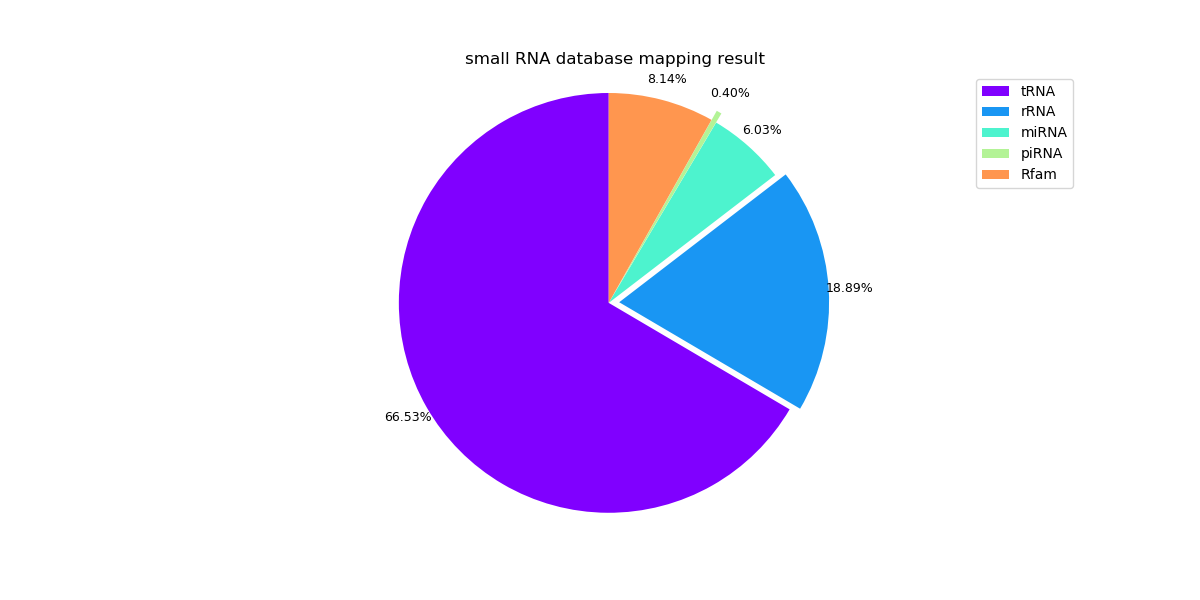 small RNA database mapping result
8.14%
0.40%
6.03%
18.89%
66.53%
tRNA
rRNA
miRNA
piRNA
Rfam